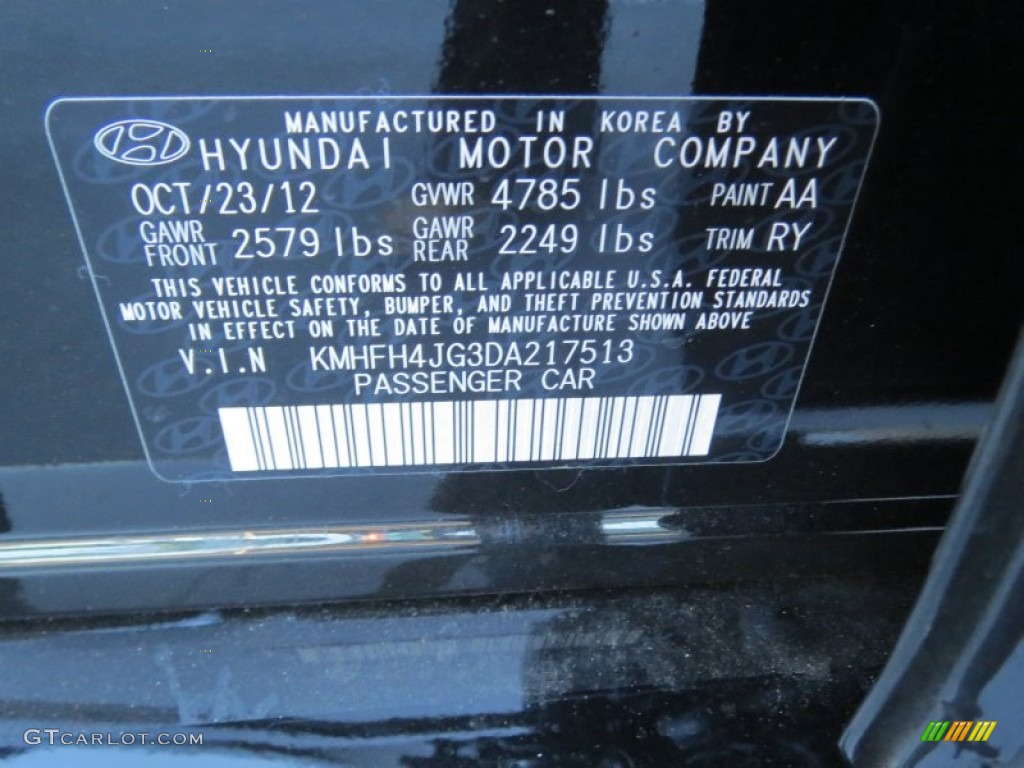 MANUFACTURED IN KOREA BY
HYUNDAI MOTOR COMPANY
OCT/23/12 GVWR 4785 lbs PAINT AA
GAWR FRONT 2579 lbs GAWR REAR 2249 lbs TRIM RY
THIS VEHICLE CONFORMS TO ALL APPLICABLE U.S.A. FEDERAL
MOTOR VEHICLE SAFETY, BUMPER, AND THEFT PREVENTION STANDARDS
IN EFFECT ON THE DATE OF MANUFACTURE SHOWN ABOVE
V.I.N KMHFH4JG3DA217513
PASSENGER CAR
GTCARLOT.COM